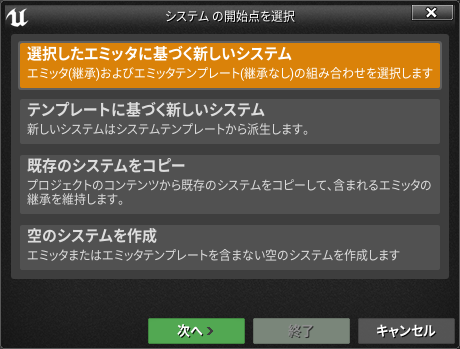 システム の開始点を選択
選択したエミッタに基づく新しいシステム
エミッタ(継承)およびエミッタテンプレート(継承なし)の組み合わせを選択します
テンプレートに基づく新しいシステム
新しいシステムはシステムテンプレートから派生します。
既存のシステムをコピー
プロジェクトのコンテンツから既存のシステムをコピーして、含まれるエミッタの
継承を維持します。
空のシステムを作成
エミッタまたはエミッタテンプレートを含まない空のシステムを作成します
次へ >
終了
キャンセル